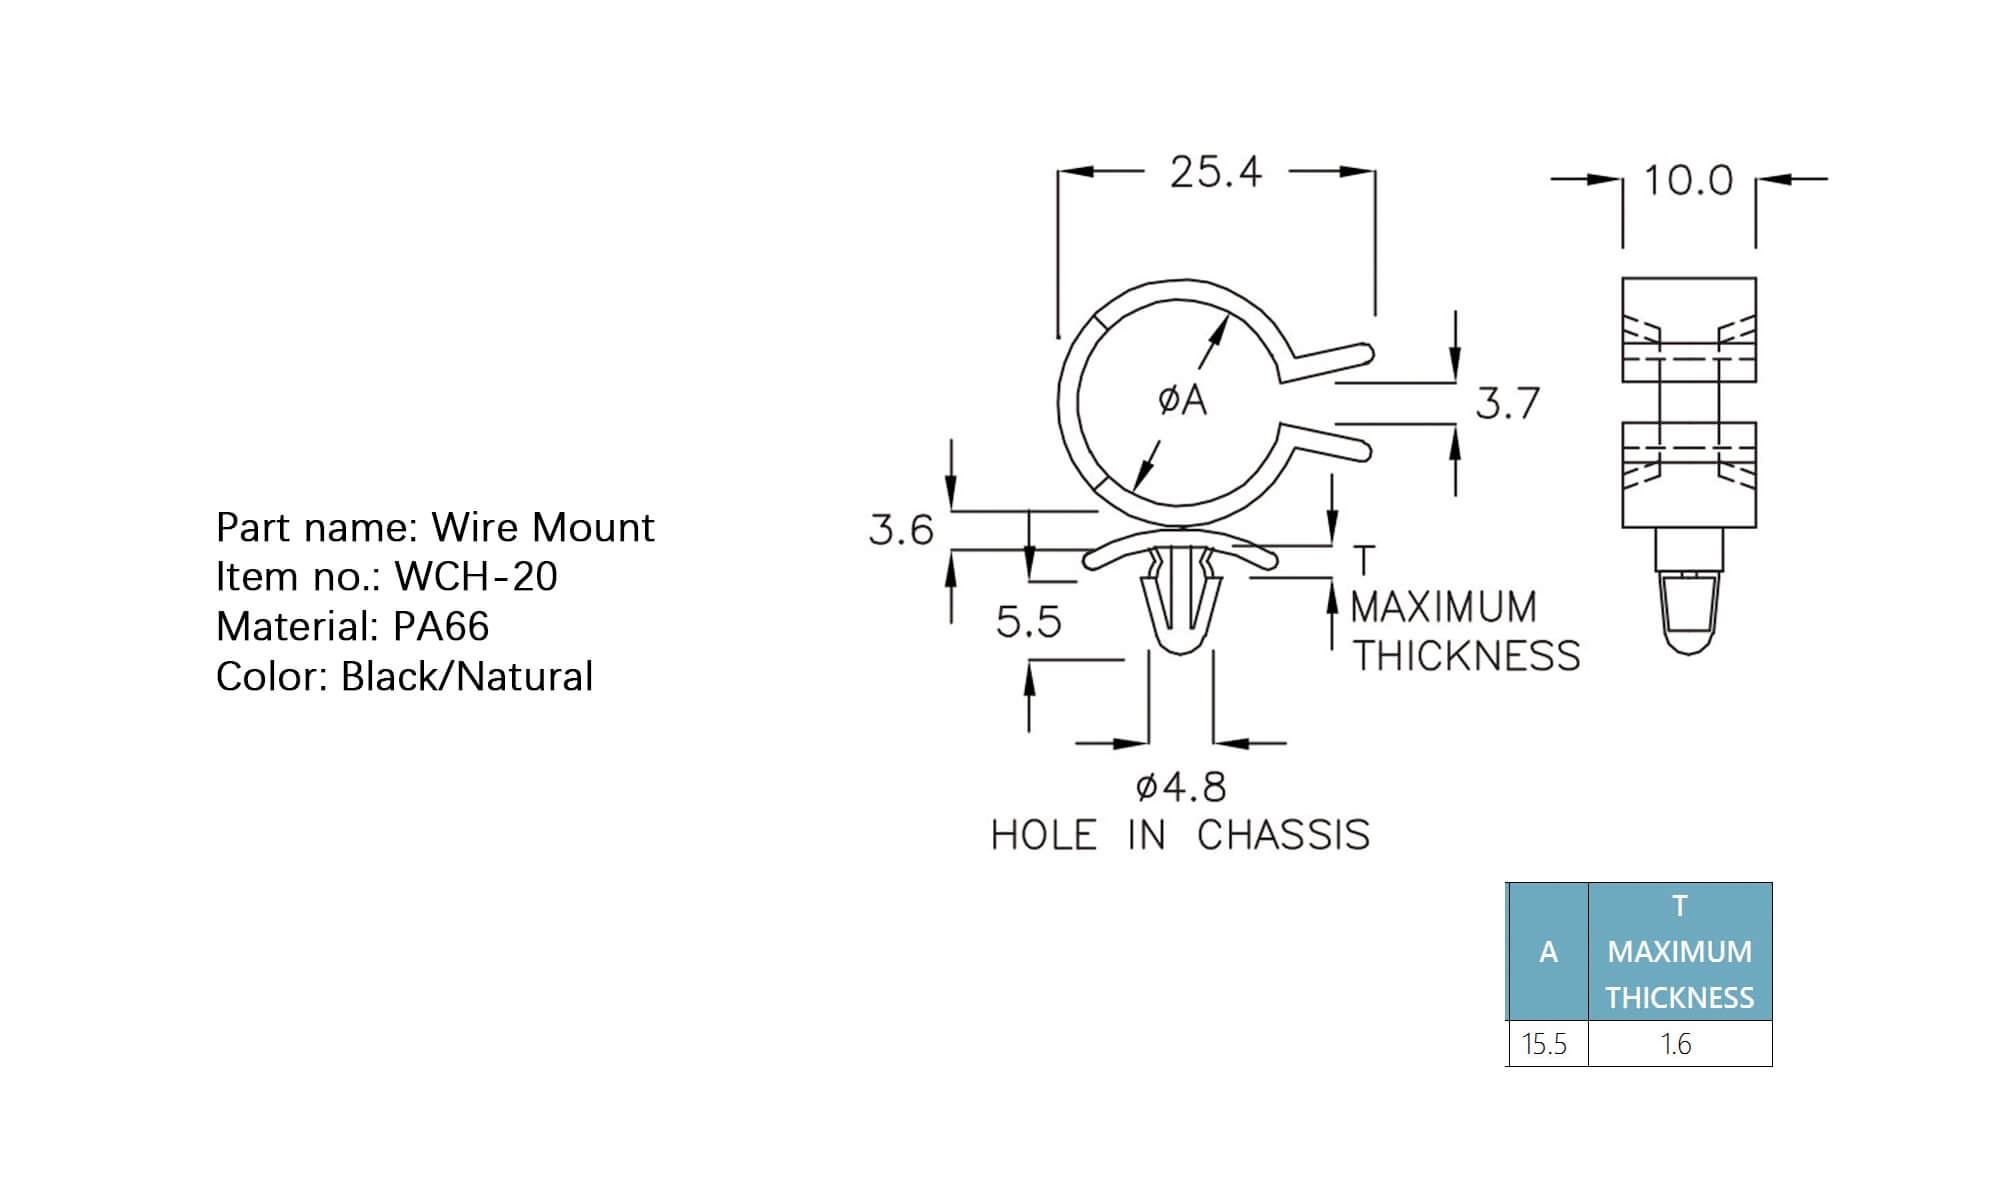 Part name: Wire Mount
Item no.: WCH-20
Material: PA66
Color: Black/Natural
25.4
10.0
øA
3.7
3.6
5.5
T
MAXIMUM
THICKNESS
ø4.8
HOLE IN CHASSIS
A
T
MAXIMUM
THICKNESS
15.5
1.6